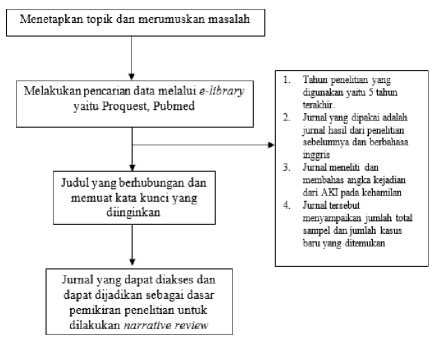 Menetapkan topik dan merumuskan masalah
Melakukan pencarian data melalui e-library
yaitu Proquest, Pubmed
1. Tahun penelitian yang
digunakan yaitu 5 tahun
terakhir.
2. Jurnal yang dipakai adalah
jurnal hasil dari penelitian
sebelumnya dan berbahasa
inggris
3. Jurnal meneliti dan
membahas angka kejadian
dari AKI pada kehamilan
4. Jurnal tersebut
menyampaikan jumlah total
sampel dan jumlah kasus
baru yang ditemukan
Judul yang berhubungan dan
memuat kata kunci yang
diinginkan
Jurnal yang dapat diakses dan
dapat dijadikan sebagai dasar
pemikiran penelitian untuk
dilakukan narrative review